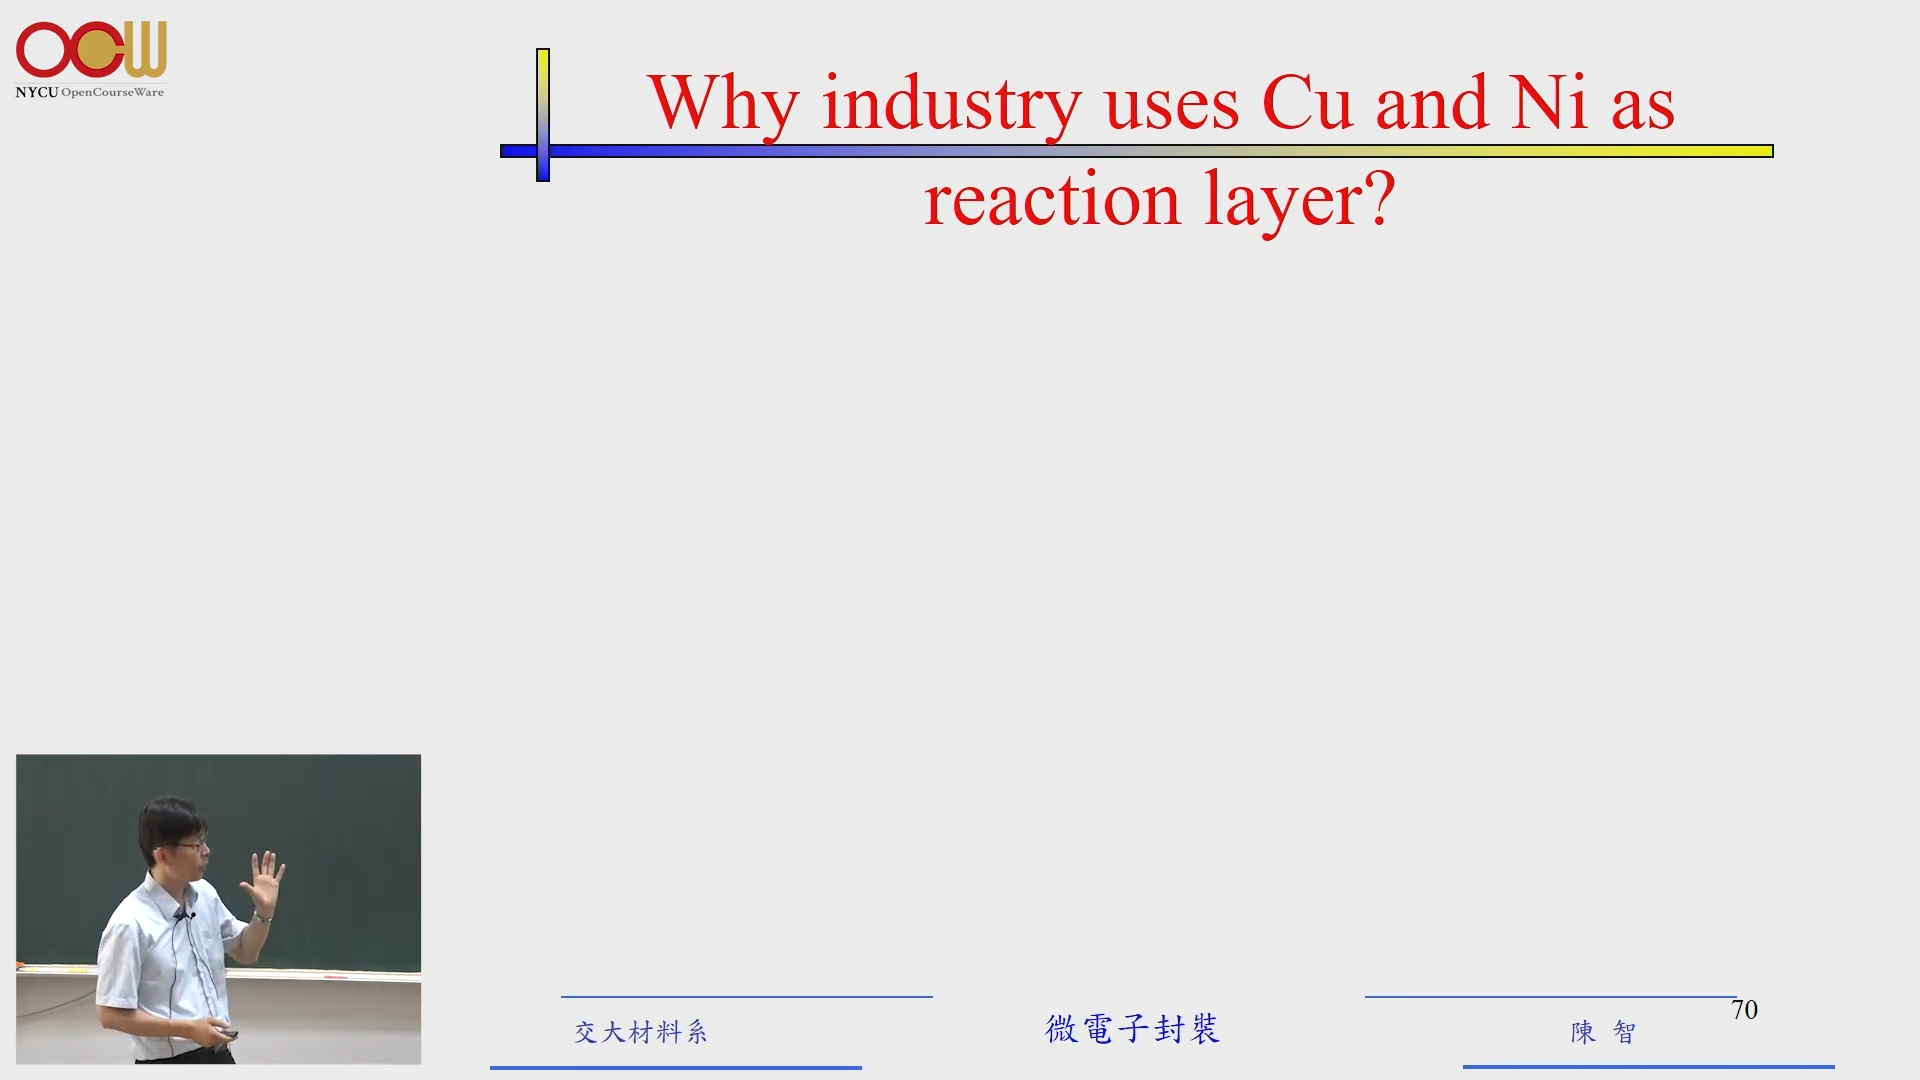 OCW
NYCU OpenCourseWare
Why industry uses Cu and Ni as
reaction layer?
交大材料系
微電子封裝
陳 智
70